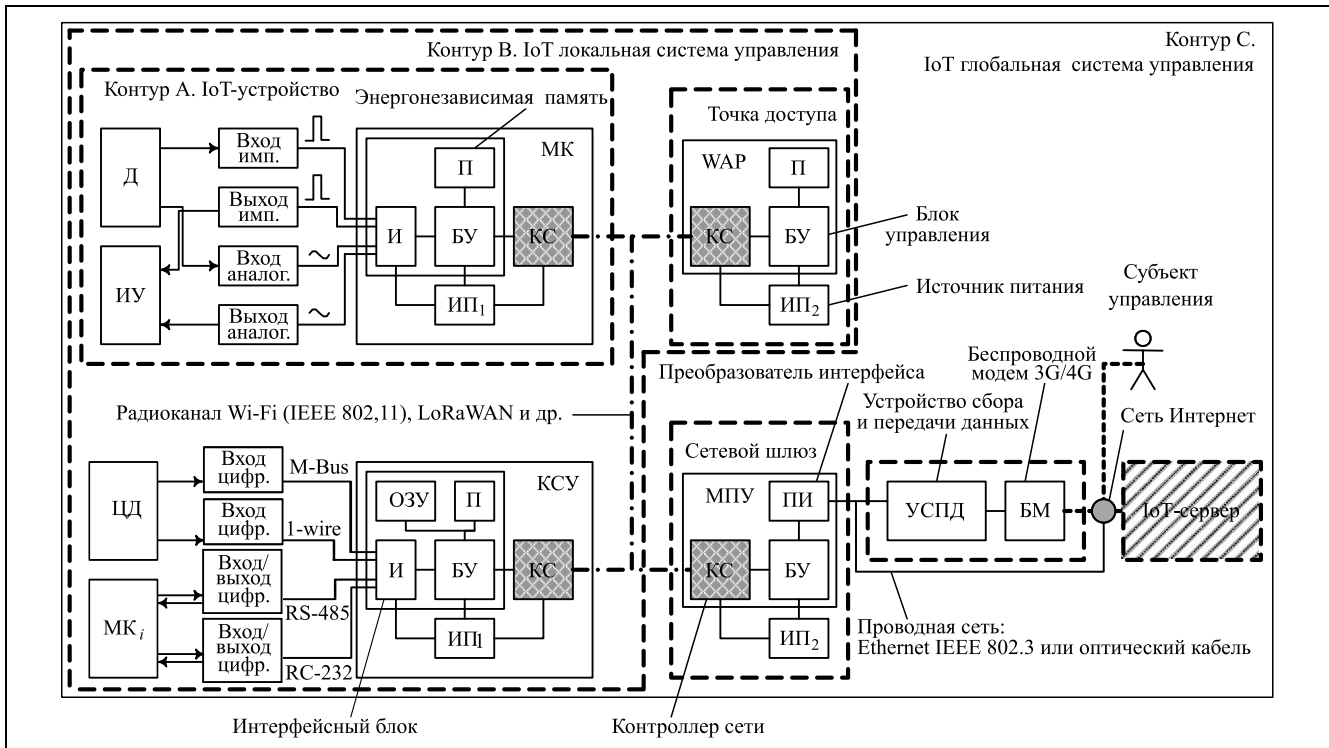 Контур B. IoT локальная система управления
Контур C.
IoT глобальная система управления
Контур A. IoT-устройство
Энергонезависимая память
Точка доступа
Д
Вход
имп.
Выход
имп.
Вход
аналог.
Выход
аналог.
ИУ
МК
П
И
БУ
КС
ИП1
WAP
П
КС
БУ
ИП2
Блок
управления
Источник питания
Субъект
управления
Преобразователь интерфейса
Беспроводной
модем 3G/4G
Радиоканал Wi-Fi (IEEE 802,11), LoRaWAN и др.
Устройство сбора
и передачи данных
Сеть Интернет
Сетевой шлюз
ЦД
Вход
цифр.
M-Bus
Вход
цифр.
1-wire
Вход/
выход
цифр.
RS-485
МК i
Вход/
выход
цифр.
RC-232
КСУ
ОЗУ
П
И
БУ
КС
ИП1
МПУ
ПИ
КС
БУ
ИП2
УСПД
БМ
IoT-сервер
Проводная сеть:
Ethernet IEEE 802.3 или оптический кабель
Интерфейсный блок
Контроллер сети